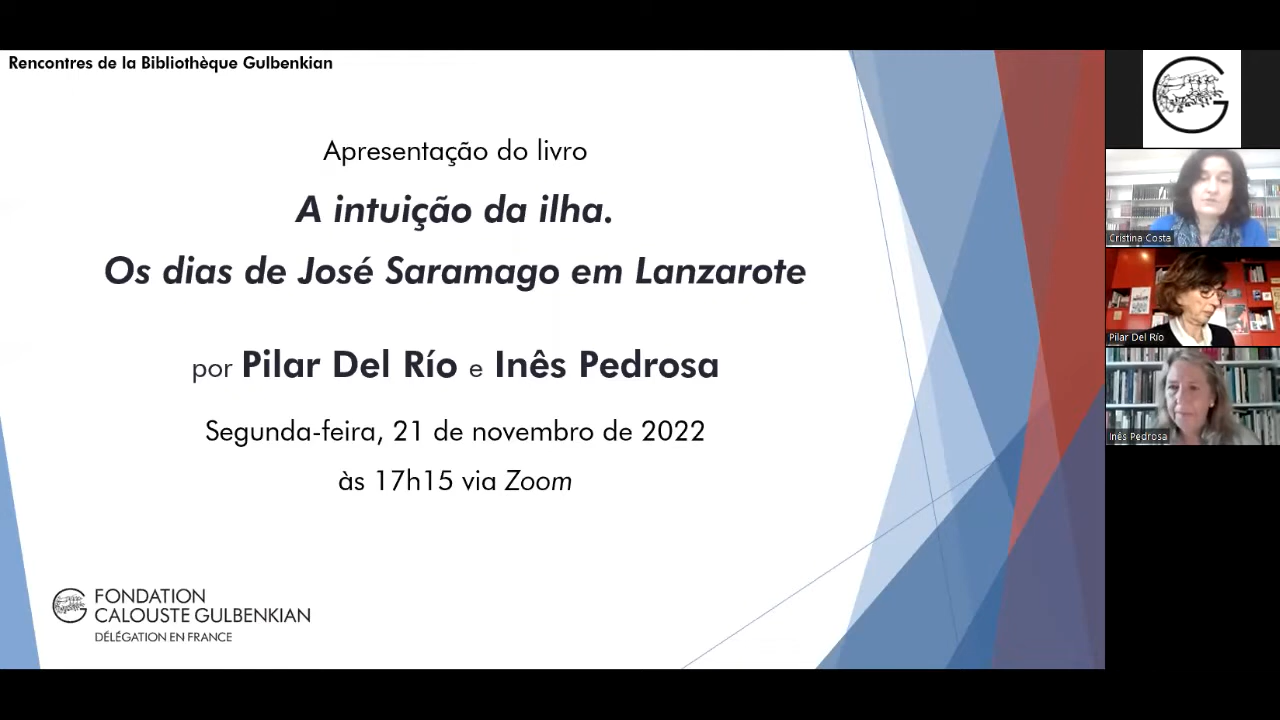 Rencontres de la Bibliothèque Gulbenkian
Apresentação do livro
A intuição da ilha.
Os dias de José Saramago em Lanzarote
por Pilar Del Río e Inês Pedrosa
Segunda-feira, 21 de novembro de 2022
às 17h15 via Zoom
FONDATION
CALOUSTE GULBENKIAN
DÉLÉGATION EN FRANCE
Cristina Costa
Pilar Del Río
Inês Pedrosa